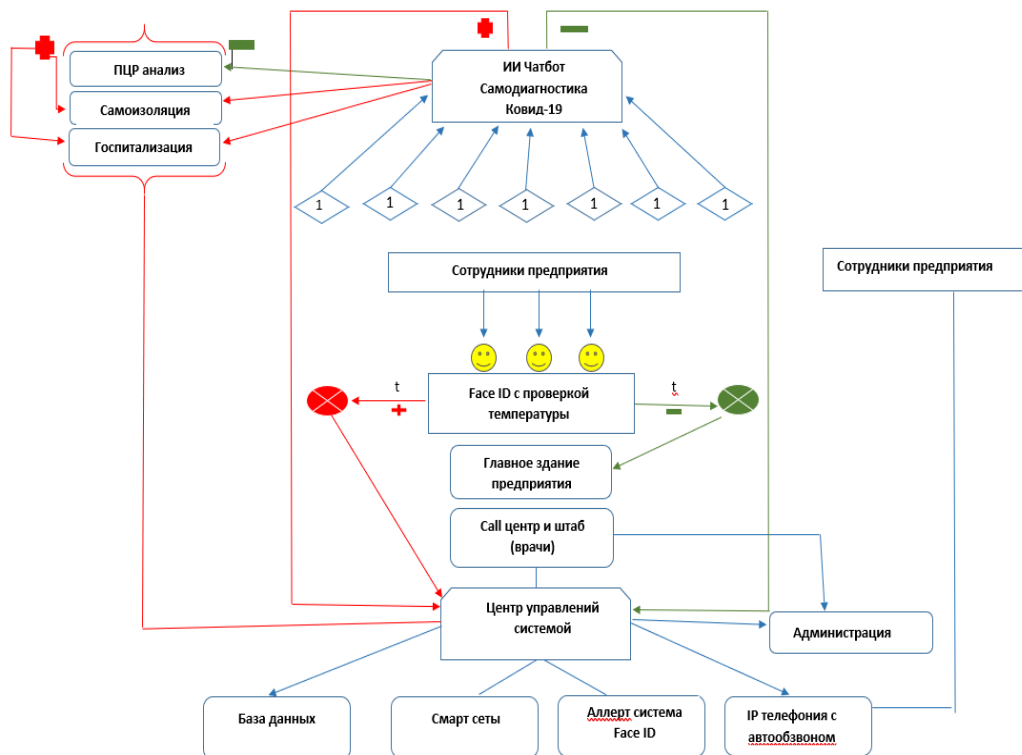 ИИ Чатбот
Самодиагностика
Ковид-19
ПЦР анализ
Самоизоляция
Госпитализация
1
1
1
1
1
1
1
Сотрудники предприятия
Сотрудники предприятия
t
Face ID с проверкой
температуры
t
Главное здание
предприятия
Call центр и штаб
(врачи)
Центр управлений
системой
Администрация
База данных
Смарт сеты
Аллерт система
Face ID
IP телефония с
автообзвоном